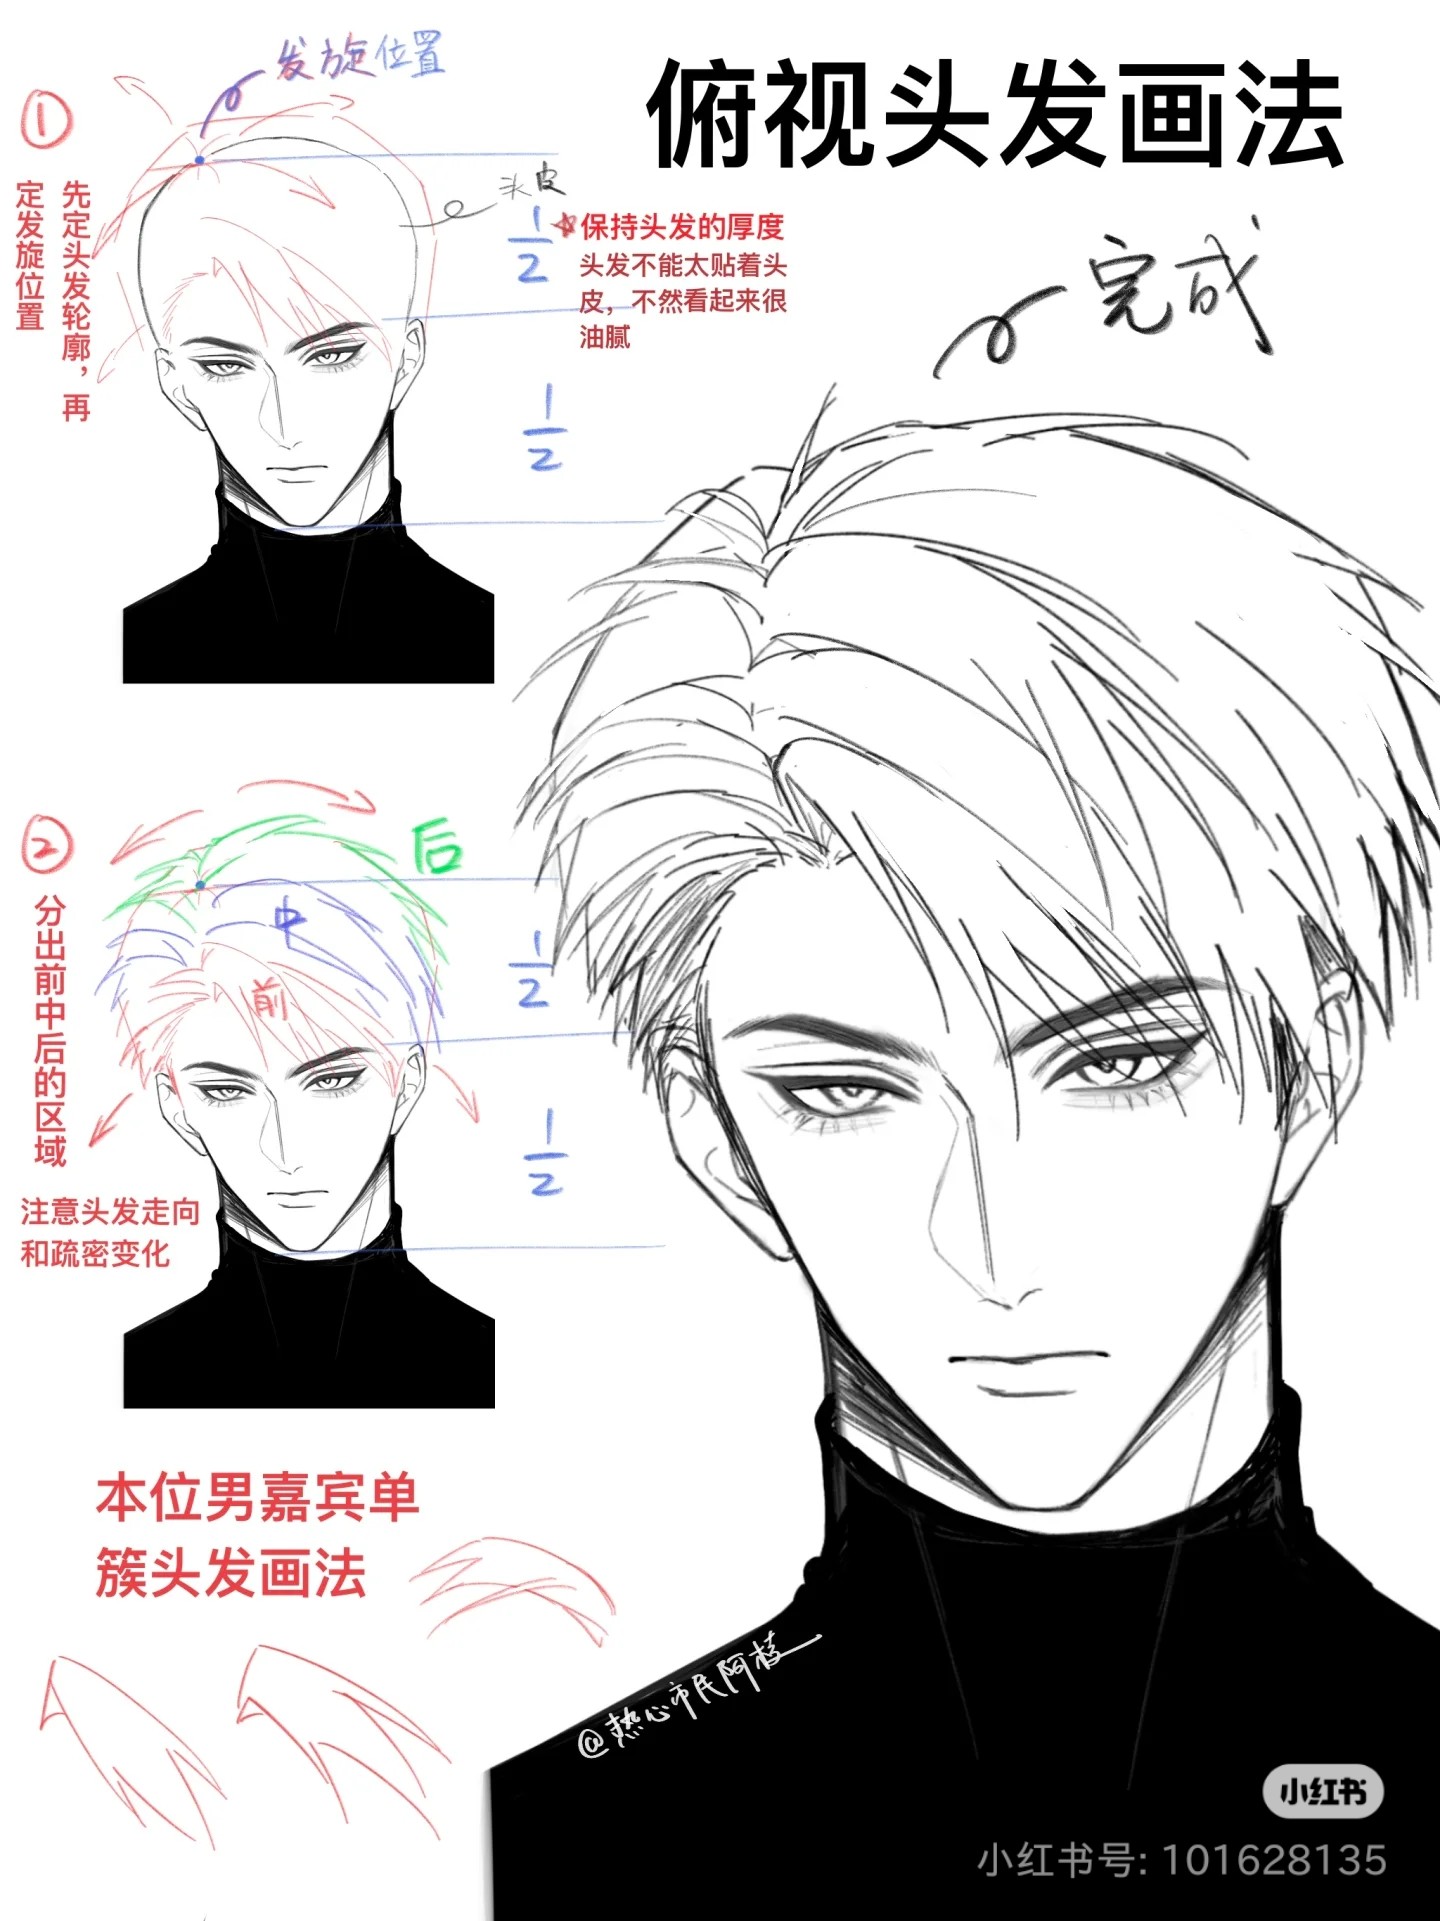 俯视头发画法
①
发旋位置
先定头发轮廓，再
定发旋位置
头皮
1/2
保持头发的厚度
头发不能太贴着头
皮，不然看起来很
油腻
1/2
完成
②
后
中
前
分出前中后的区域
1/2
1/2
注意头发走向
和疏密变化
本位男嘉宾单
簇头发画法
@热心市民阿枝
小红书
小红书号: 101628135